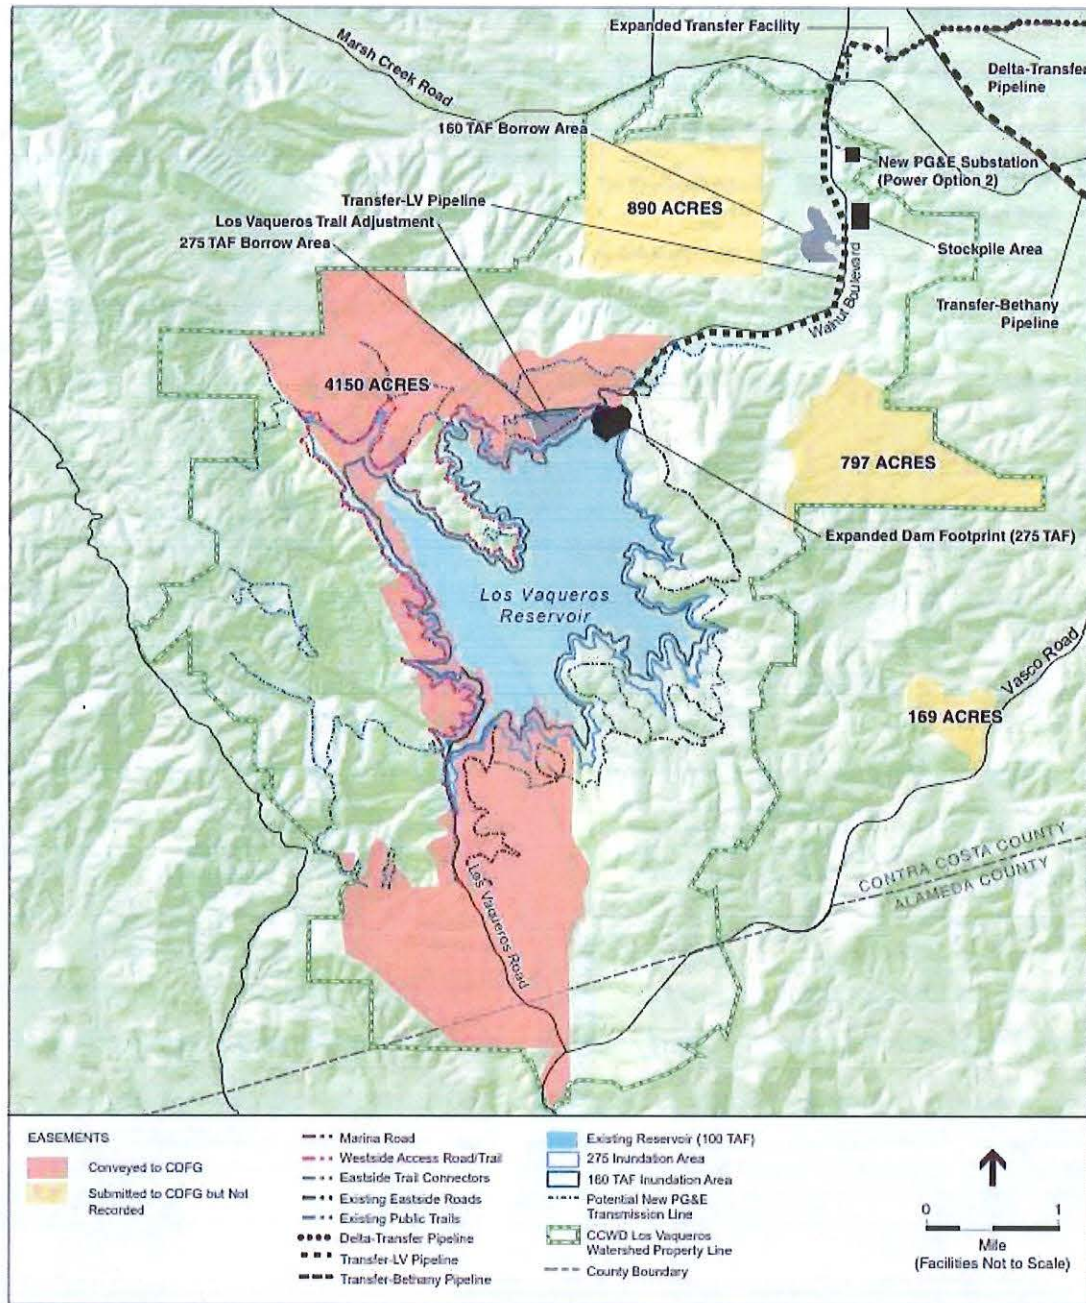 Expanded Transfer Facility
Marsh Creek Road
Delta-Transfer
Pipeline
160 TAF Borrow Area
New PG&E Substation
(Power Option 2)
Transfer-LV Pipeline
890 ACRES
Los Vaqueros Trail Adjustment
275 TAF Borrow Area
Stockpile Area
Walnut Boulevard
Transfer-Bethany
Pipeline
4150 ACRES
797 ACRES
Expanded Dam Footprint (275 TAF)
Los Vaqueros
Reservoir
Vasco Road
169 ACRES
CONTRA COSTA COUNTY
ALAMEDA COUNTY
Los Vaqueros Road
EASEMENTS
Conveyed to CDFG
Submitted to CDFG but Not
Recorded
Marina Road
Westside Access Road/Trail
Eastside Trail Connectors
Existing Eastside Roads
Existing Public Trails
Delta-Transfer Pipeline
Transfer-LV Pipeline
Transfer-Bethany Pipeline
Existing Reservoir (100 TAF)
275 Inundation Area
160 TAF Inundation Area
Potential New PG&E
Transmission Line
CCWD Los Vaqueros
Watershed Property Line
County Boundary
0 1
Mile
(Facilities Not to Scale)